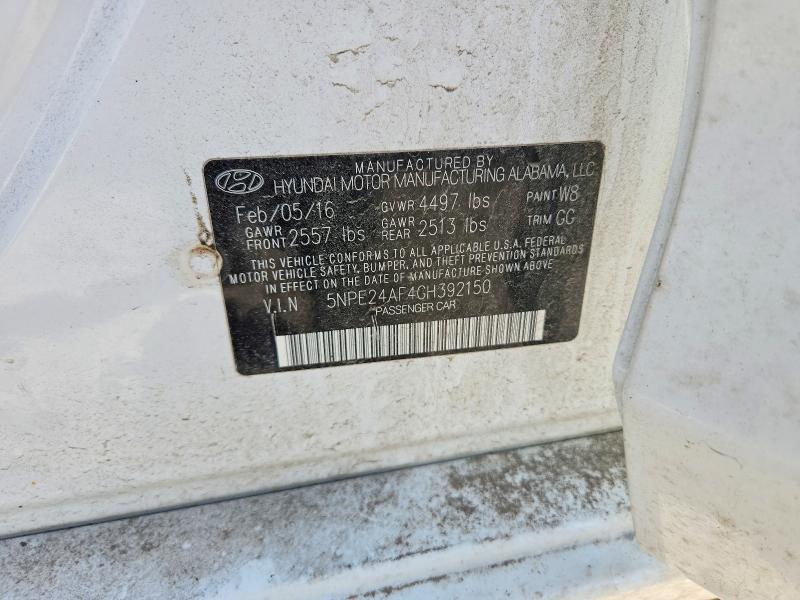 MANUFACTURED BY
HYUNDAI MOTOR MANUFACTURING ALABAMA, LLC
Feb/05/16 GVWR 4497 lbs PAINT W8
GAWR FRONT 2557 lbs GAWR REAR 2513 lbs TRIM GG
THIS VEHICLE CONFORMS TO ALL APPLICABLE U.S.A. FEDERAL
MOTOR VEHICLE SAFETY, BUMPER, AND THEFT PREVENTION STANDARDS
IN EFFECT ON THE DATE OF MANUFACTURE SHOWN ABOVE
V.I.N 5NPE24AF4GH392150
PASSENGER CAR